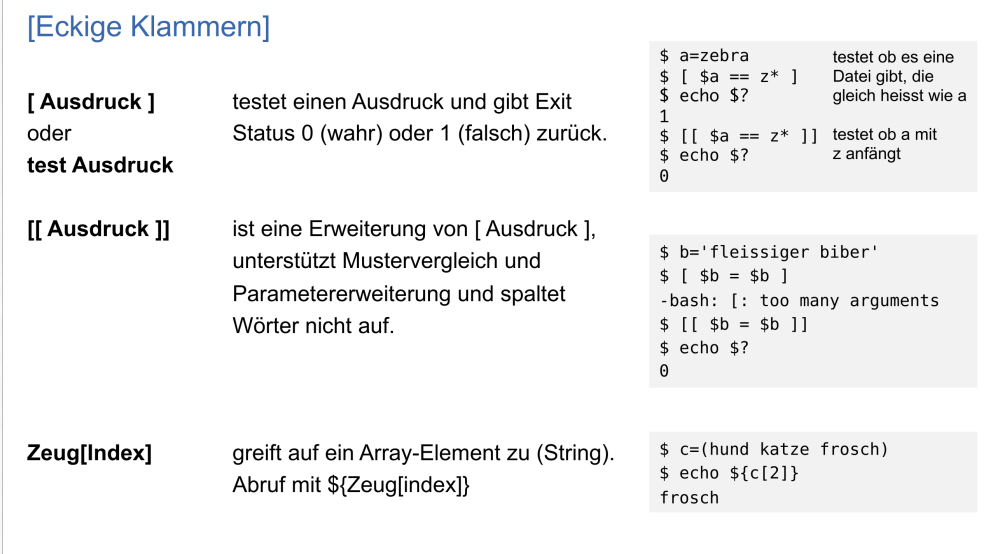 [Eckige Klammern]
[ Ausdruck ]
oder
test Ausdruck
testet einen Ausdruck und gibt Exit
Status 0 (wahr) oder 1 (falsch) zurück.
$ a=zebra
$ [ $a == z* ]
$ echo $?
1
$ [[ $a == z* ]]
$ echo $?
0
testet ob es eine
Datei gibt, die
gleich heisst wie a
testet ob a mit
z anfängt
[[ Ausdruck ]]
ist eine Erweiterung von [ Ausdruck ],
unterstützt Mustervergleich und
Parametererweiterung und spaltet
Wörter nicht auf.
$ b='fleissiger biber'
$ [ $b = $b ]
-bash: [: too many arguments
$ [[ $b = $b ]]
$ echo $?
0
Zeug[Index]
greift auf ein Array-Element zu (String).
Abruf mit ${Zeug[index]}
$ c=(hund katze frosch)
$ echo ${c[2]}
frosch